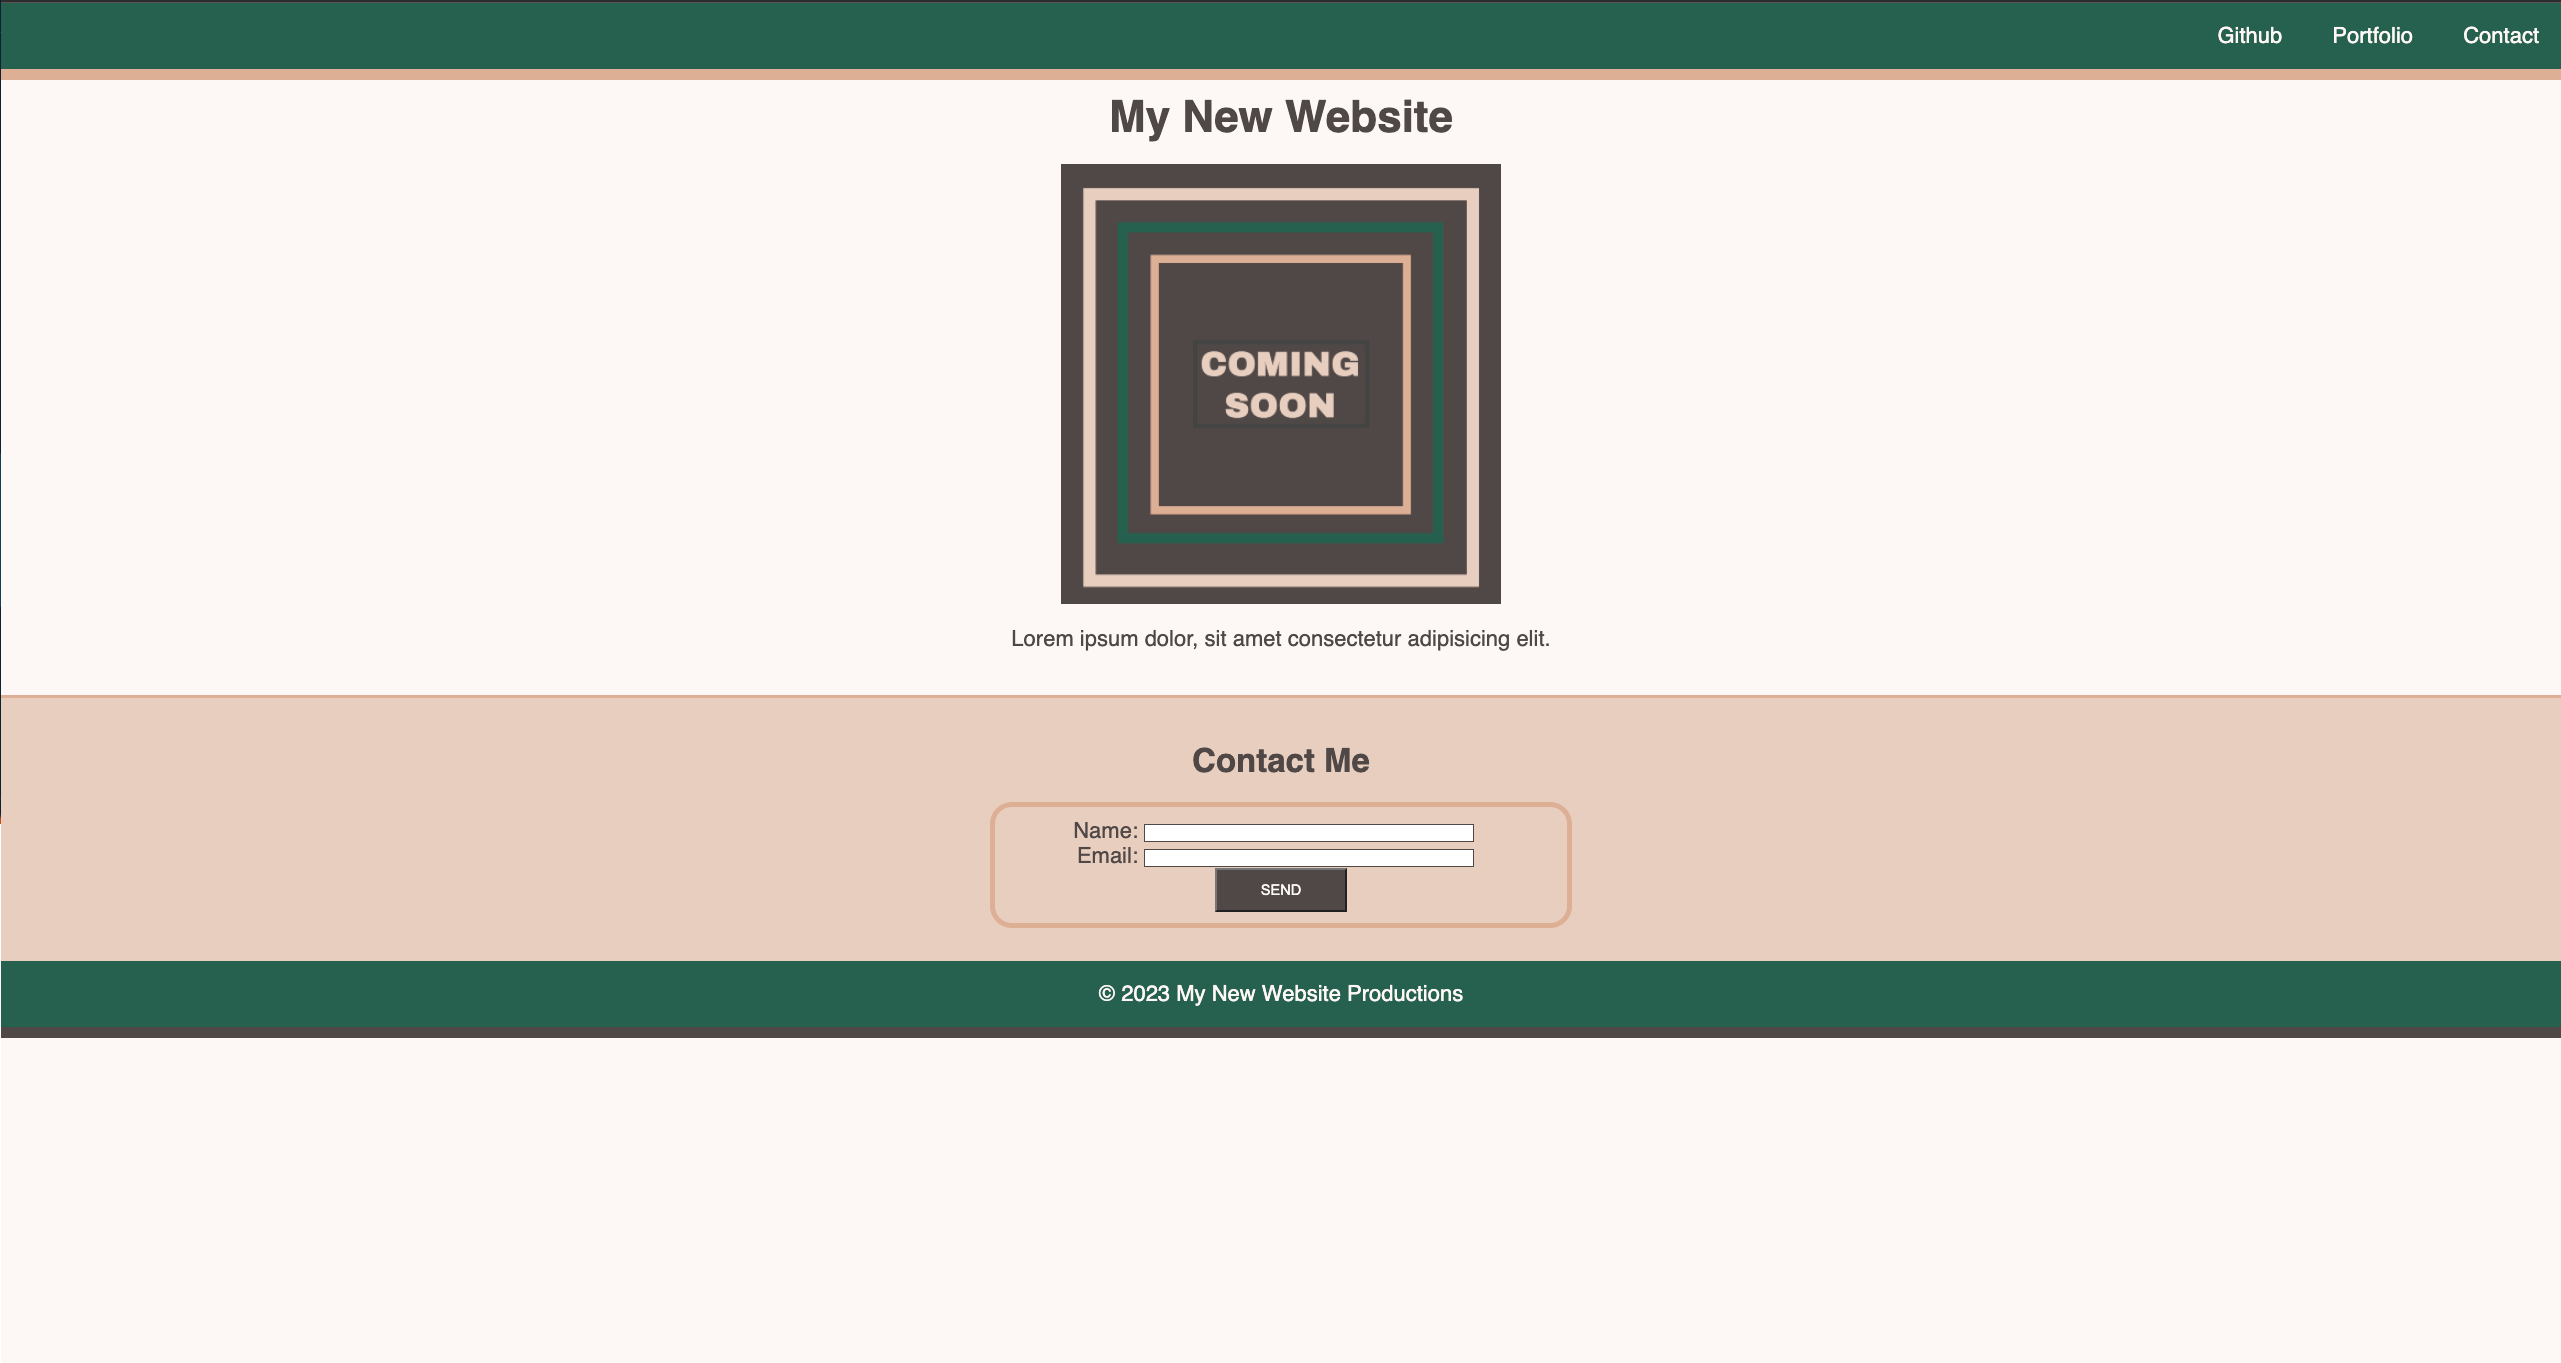 Github Portfolio Contact
My New Website
COMING
SOON
Lorem ipsum dolor, sit amet consectetur adipisicing elit.
Contact Me
Name:
Email:
SEND
© 2023 My New Website Productions